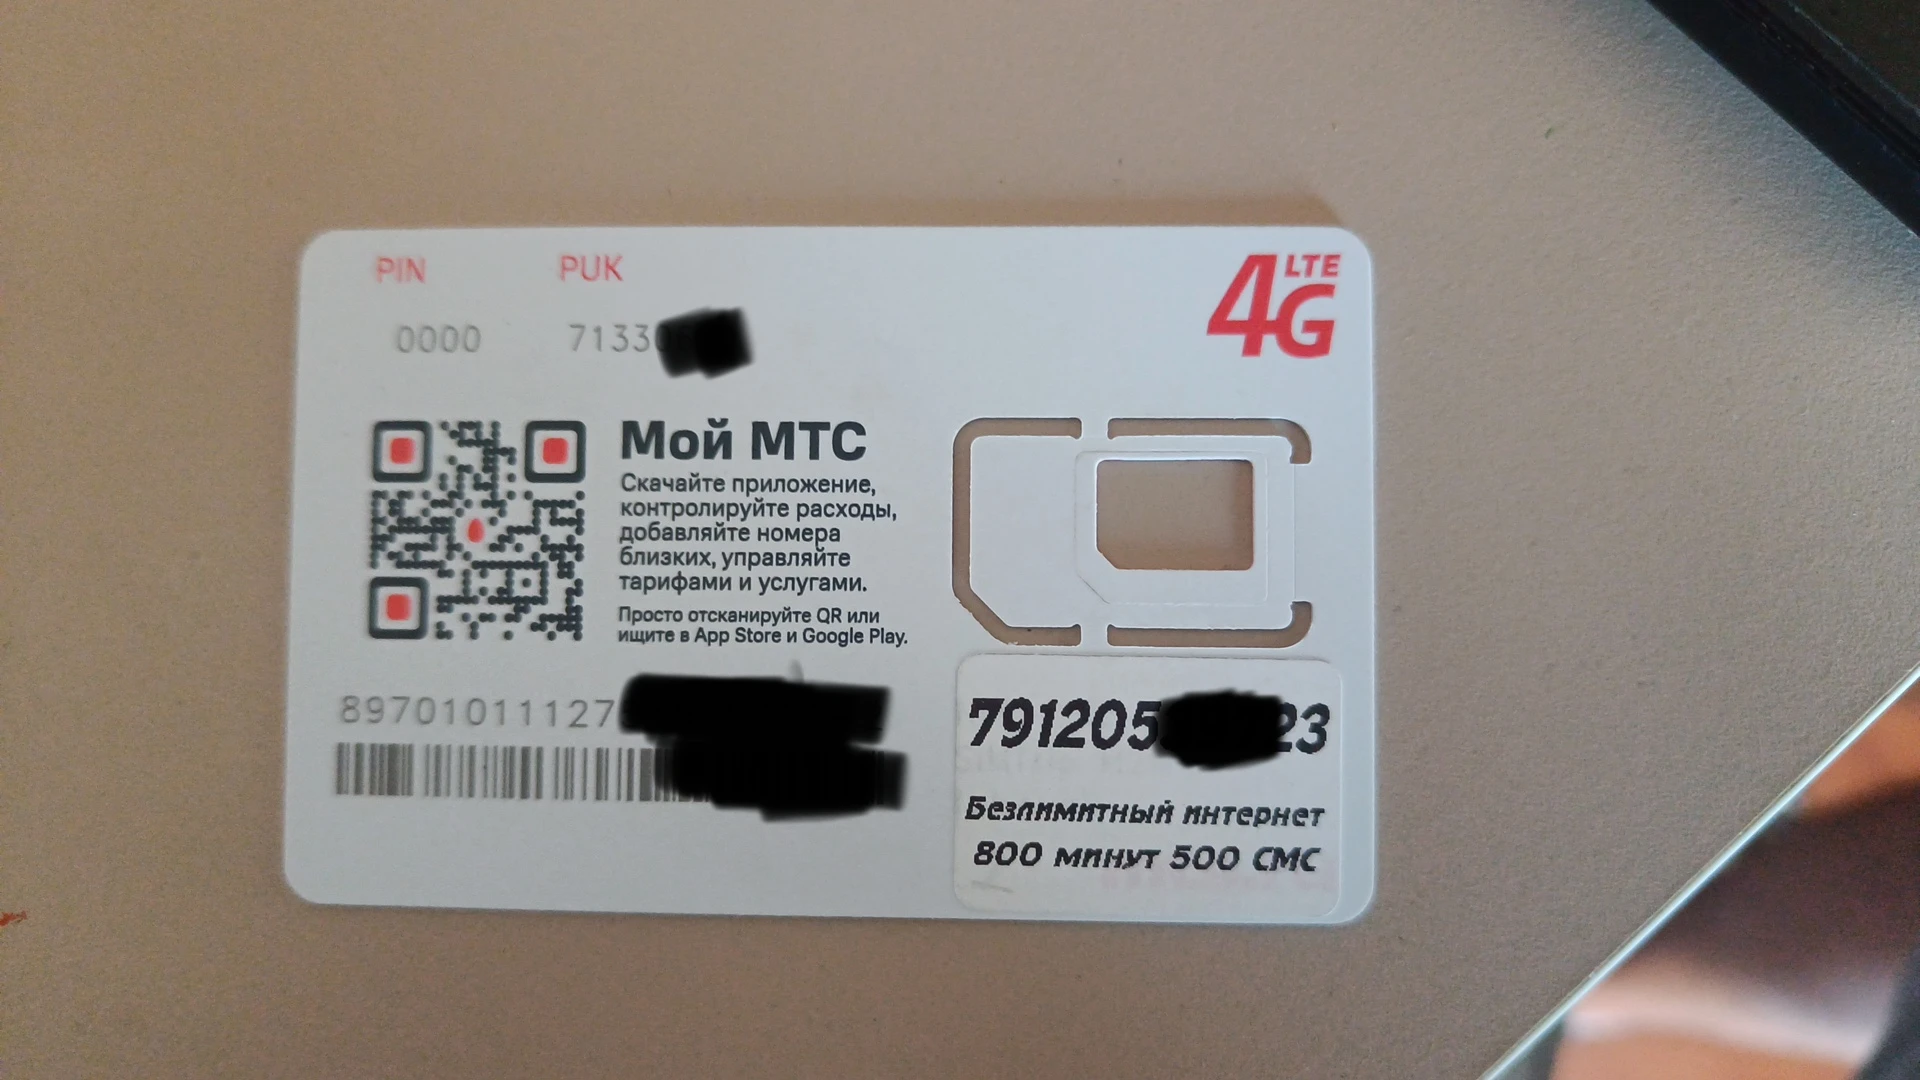 PIN PUK
0000 7133
4G LTE
Мой МТС
Скачайте приложение,
контролируйте расходы,
добавляйте номера
близких, управляйте
тарифами и услугами.
Просто отсканируйте QR или
ищите в App Store и Google Play.
89701011127
791205 23
Безлимитный интернет
800 минут 500 СМС